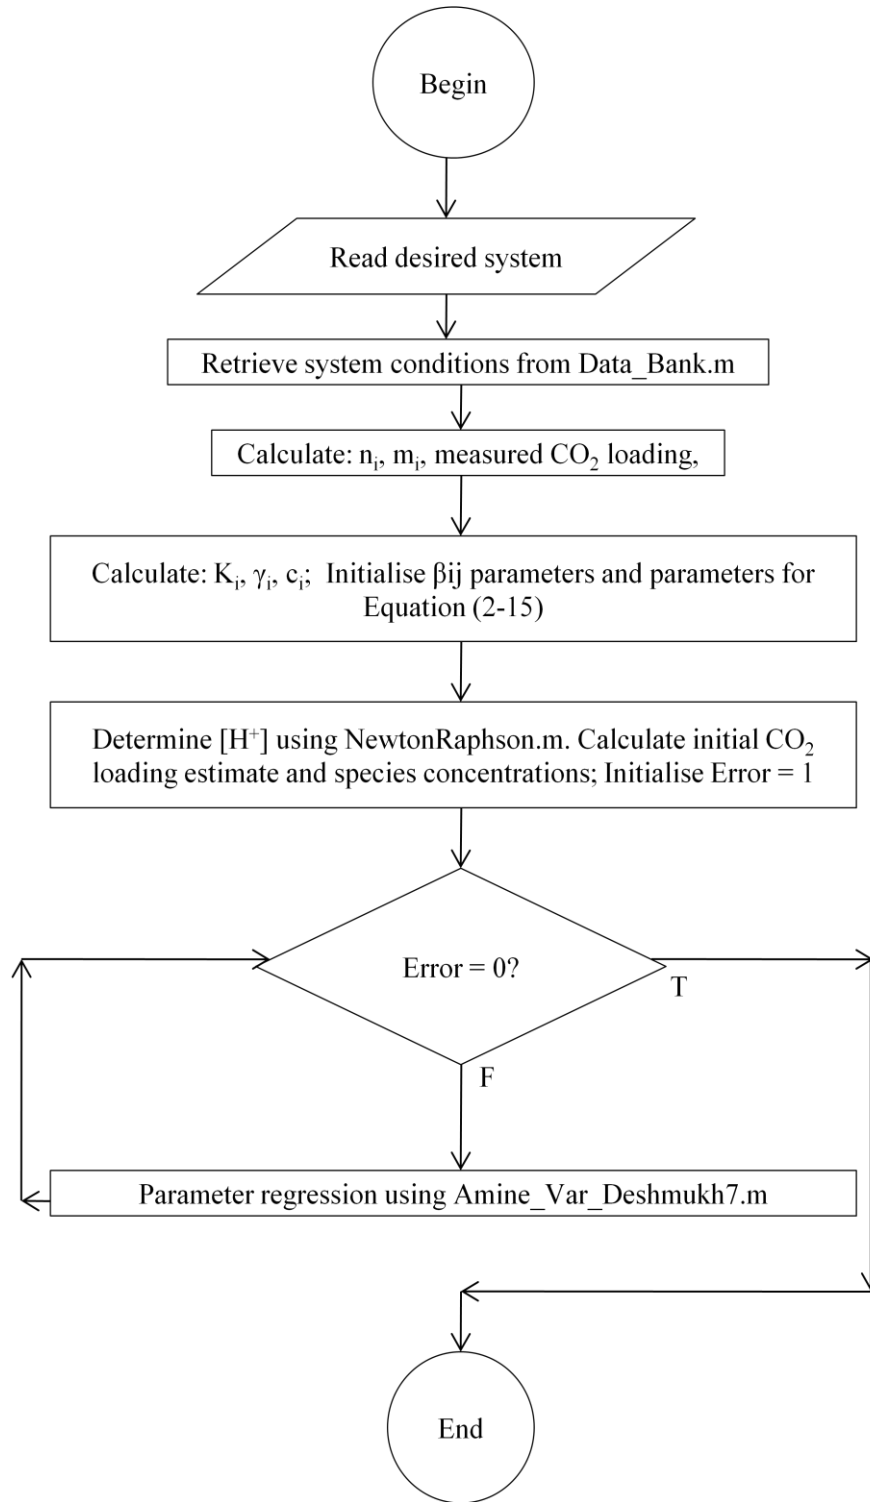 Begin
Read desired system
Retrieve system conditions from Data_Bank.m
Calculate: nᵢ, mᵢ, measured CO₂ loading,
Calculate: Kᵢ, γᵢ, cᵢ;  Initialise βij parameters and parameters for
Equation (2-15)
Determine [H⁺] using NewtonRaphson.m. Calculate initial CO₂
loading estimate and species concentrations; Initialise Error = 1
Error = 0?
T
F
Parameter regression using Amine_Var_Deshmukh7.m
End